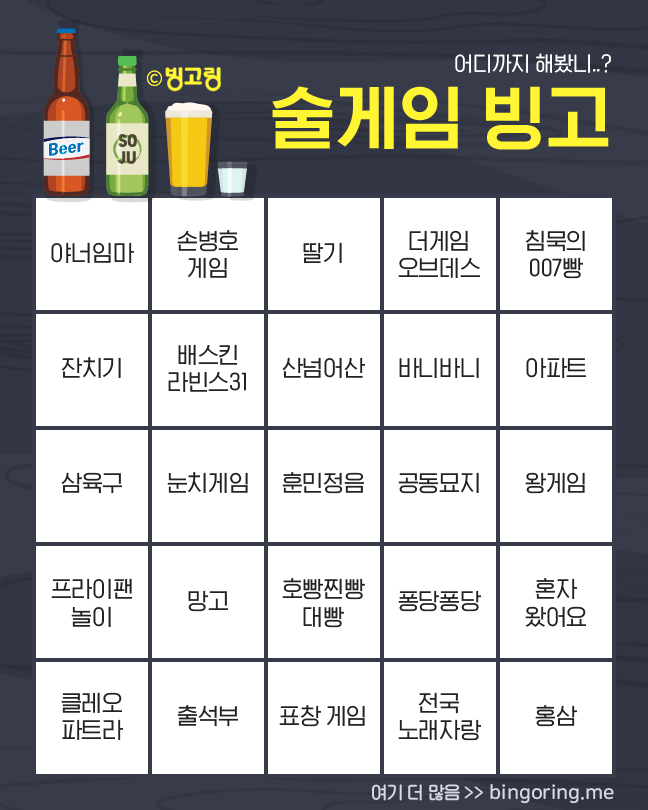 ©빙고링
어디까지 해봤니..?
술게임 빙고
Beer
SO
JU
야너임마
손병호
게임
딸기
더게임
오브데스
침묵의
007빵
잔치기
배스킨
라빈스31
산넘어산
바니바니
아파트
삼육구
눈치게임
훈민정음
공동묘지
왕게임
프라이팬
놀이
망고
호빵찐빵
대빵
퐁당퐁당
혼자
왔어요
클레오
파트라
출석부
표창 게임
전국
노래자랑
홍삼
여기 더 많음 >> bingoring.me